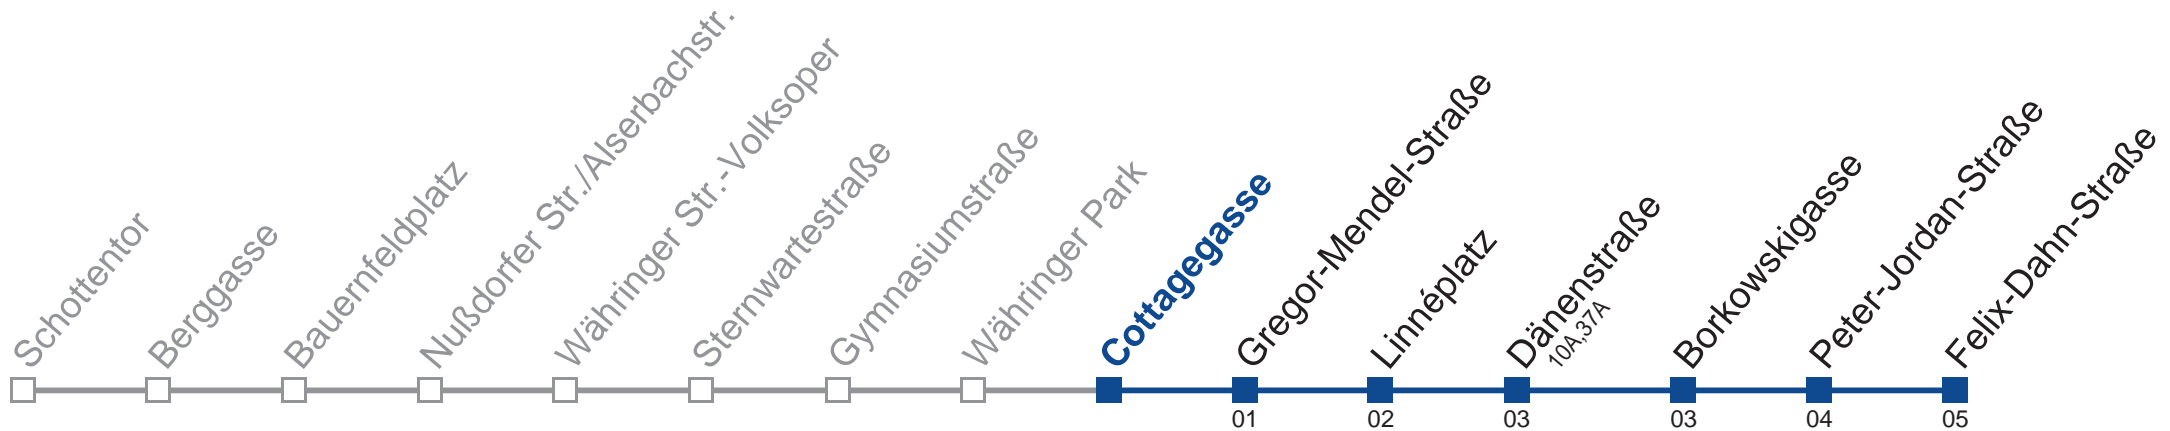 Schottentor
Berggasse
Bauernfeldplatz
Nußdorfer Str./Alserbachstr.
Währinger Str.-Volksoper
Sternwartestraße
Gymnasiumstraße
Währinger Park
Cottagegasse
Gregor-Mendel-Straße
01
Linnéplatz
02
Dänenstraße
10A,37A
03
Borkowskigasse
03
Peter-Jordan-Straße
04
Felix-Dahn-Straße
05